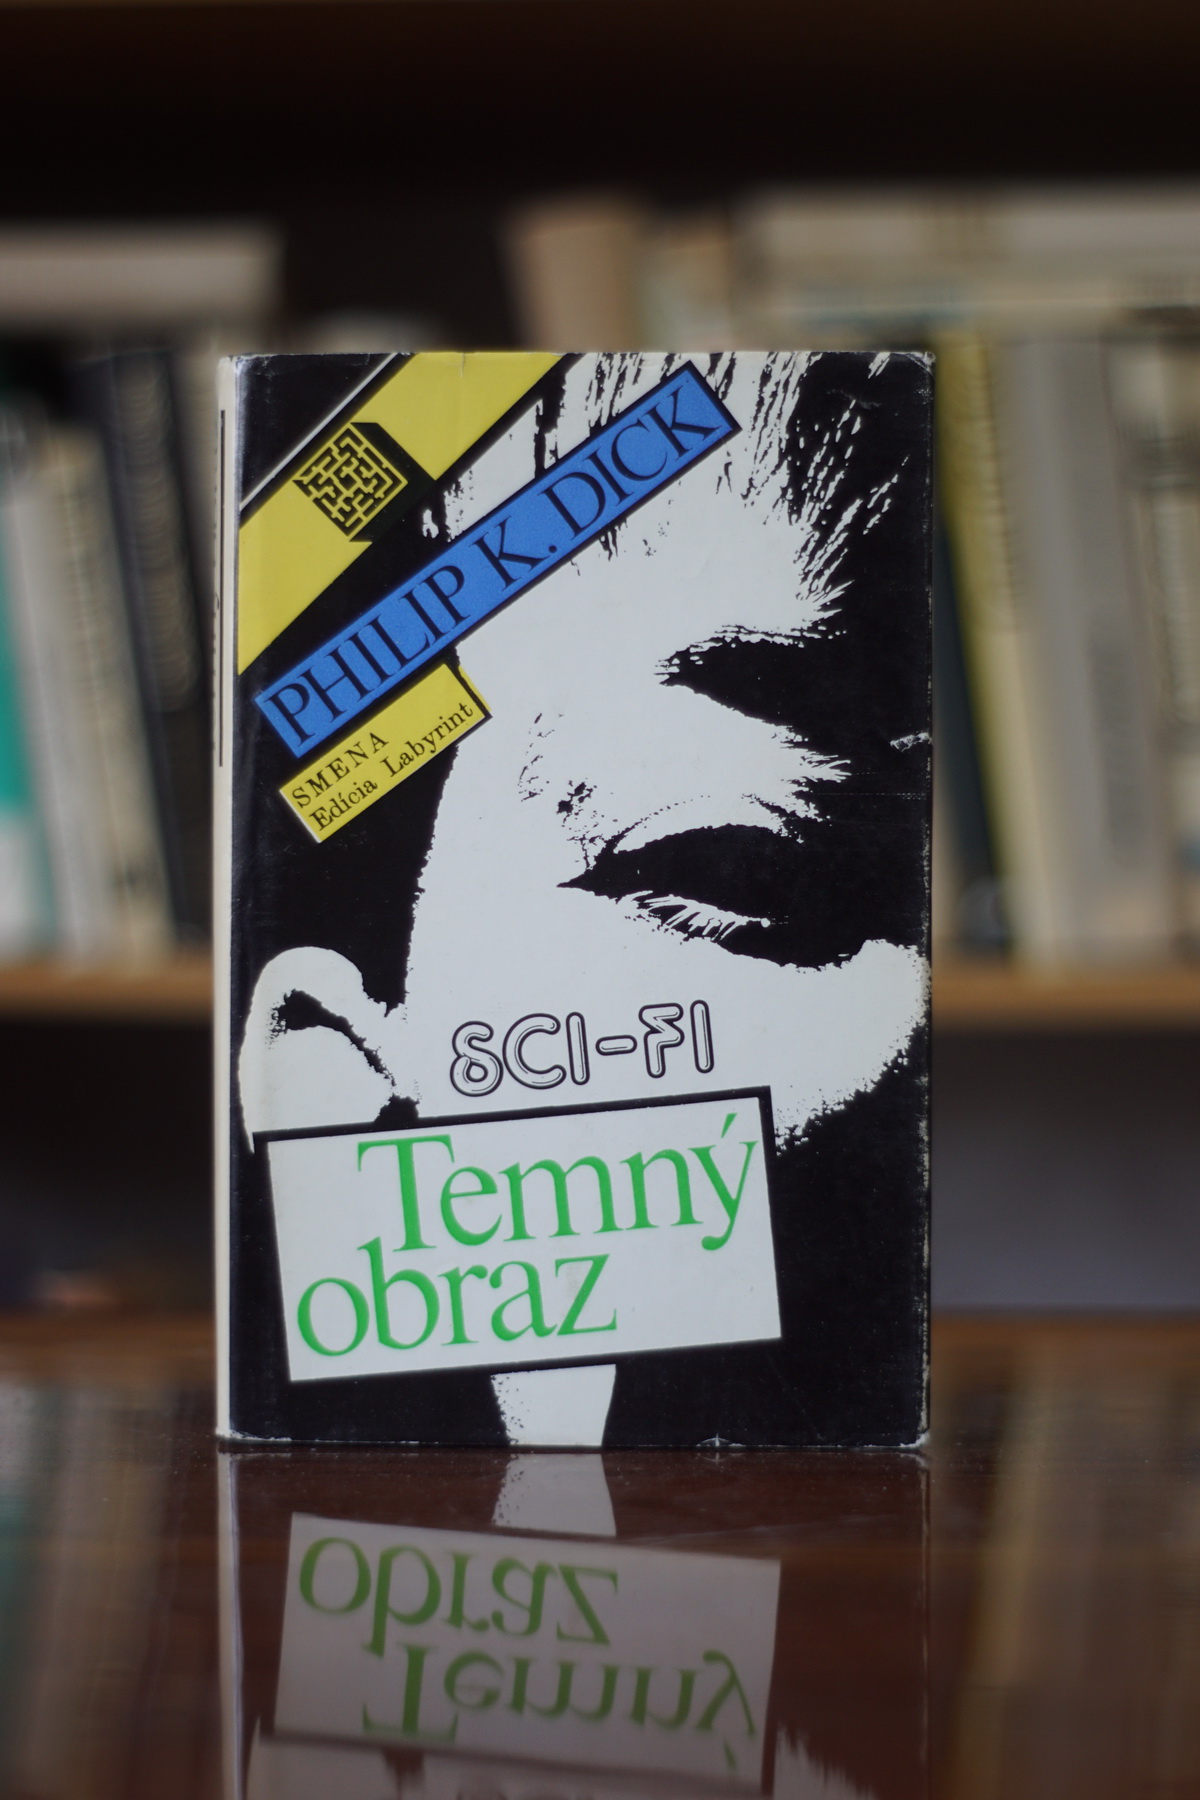 PHILIP K. DICK
SMENA
Edícia Labyrint
SCI-FI
Temný
obraz